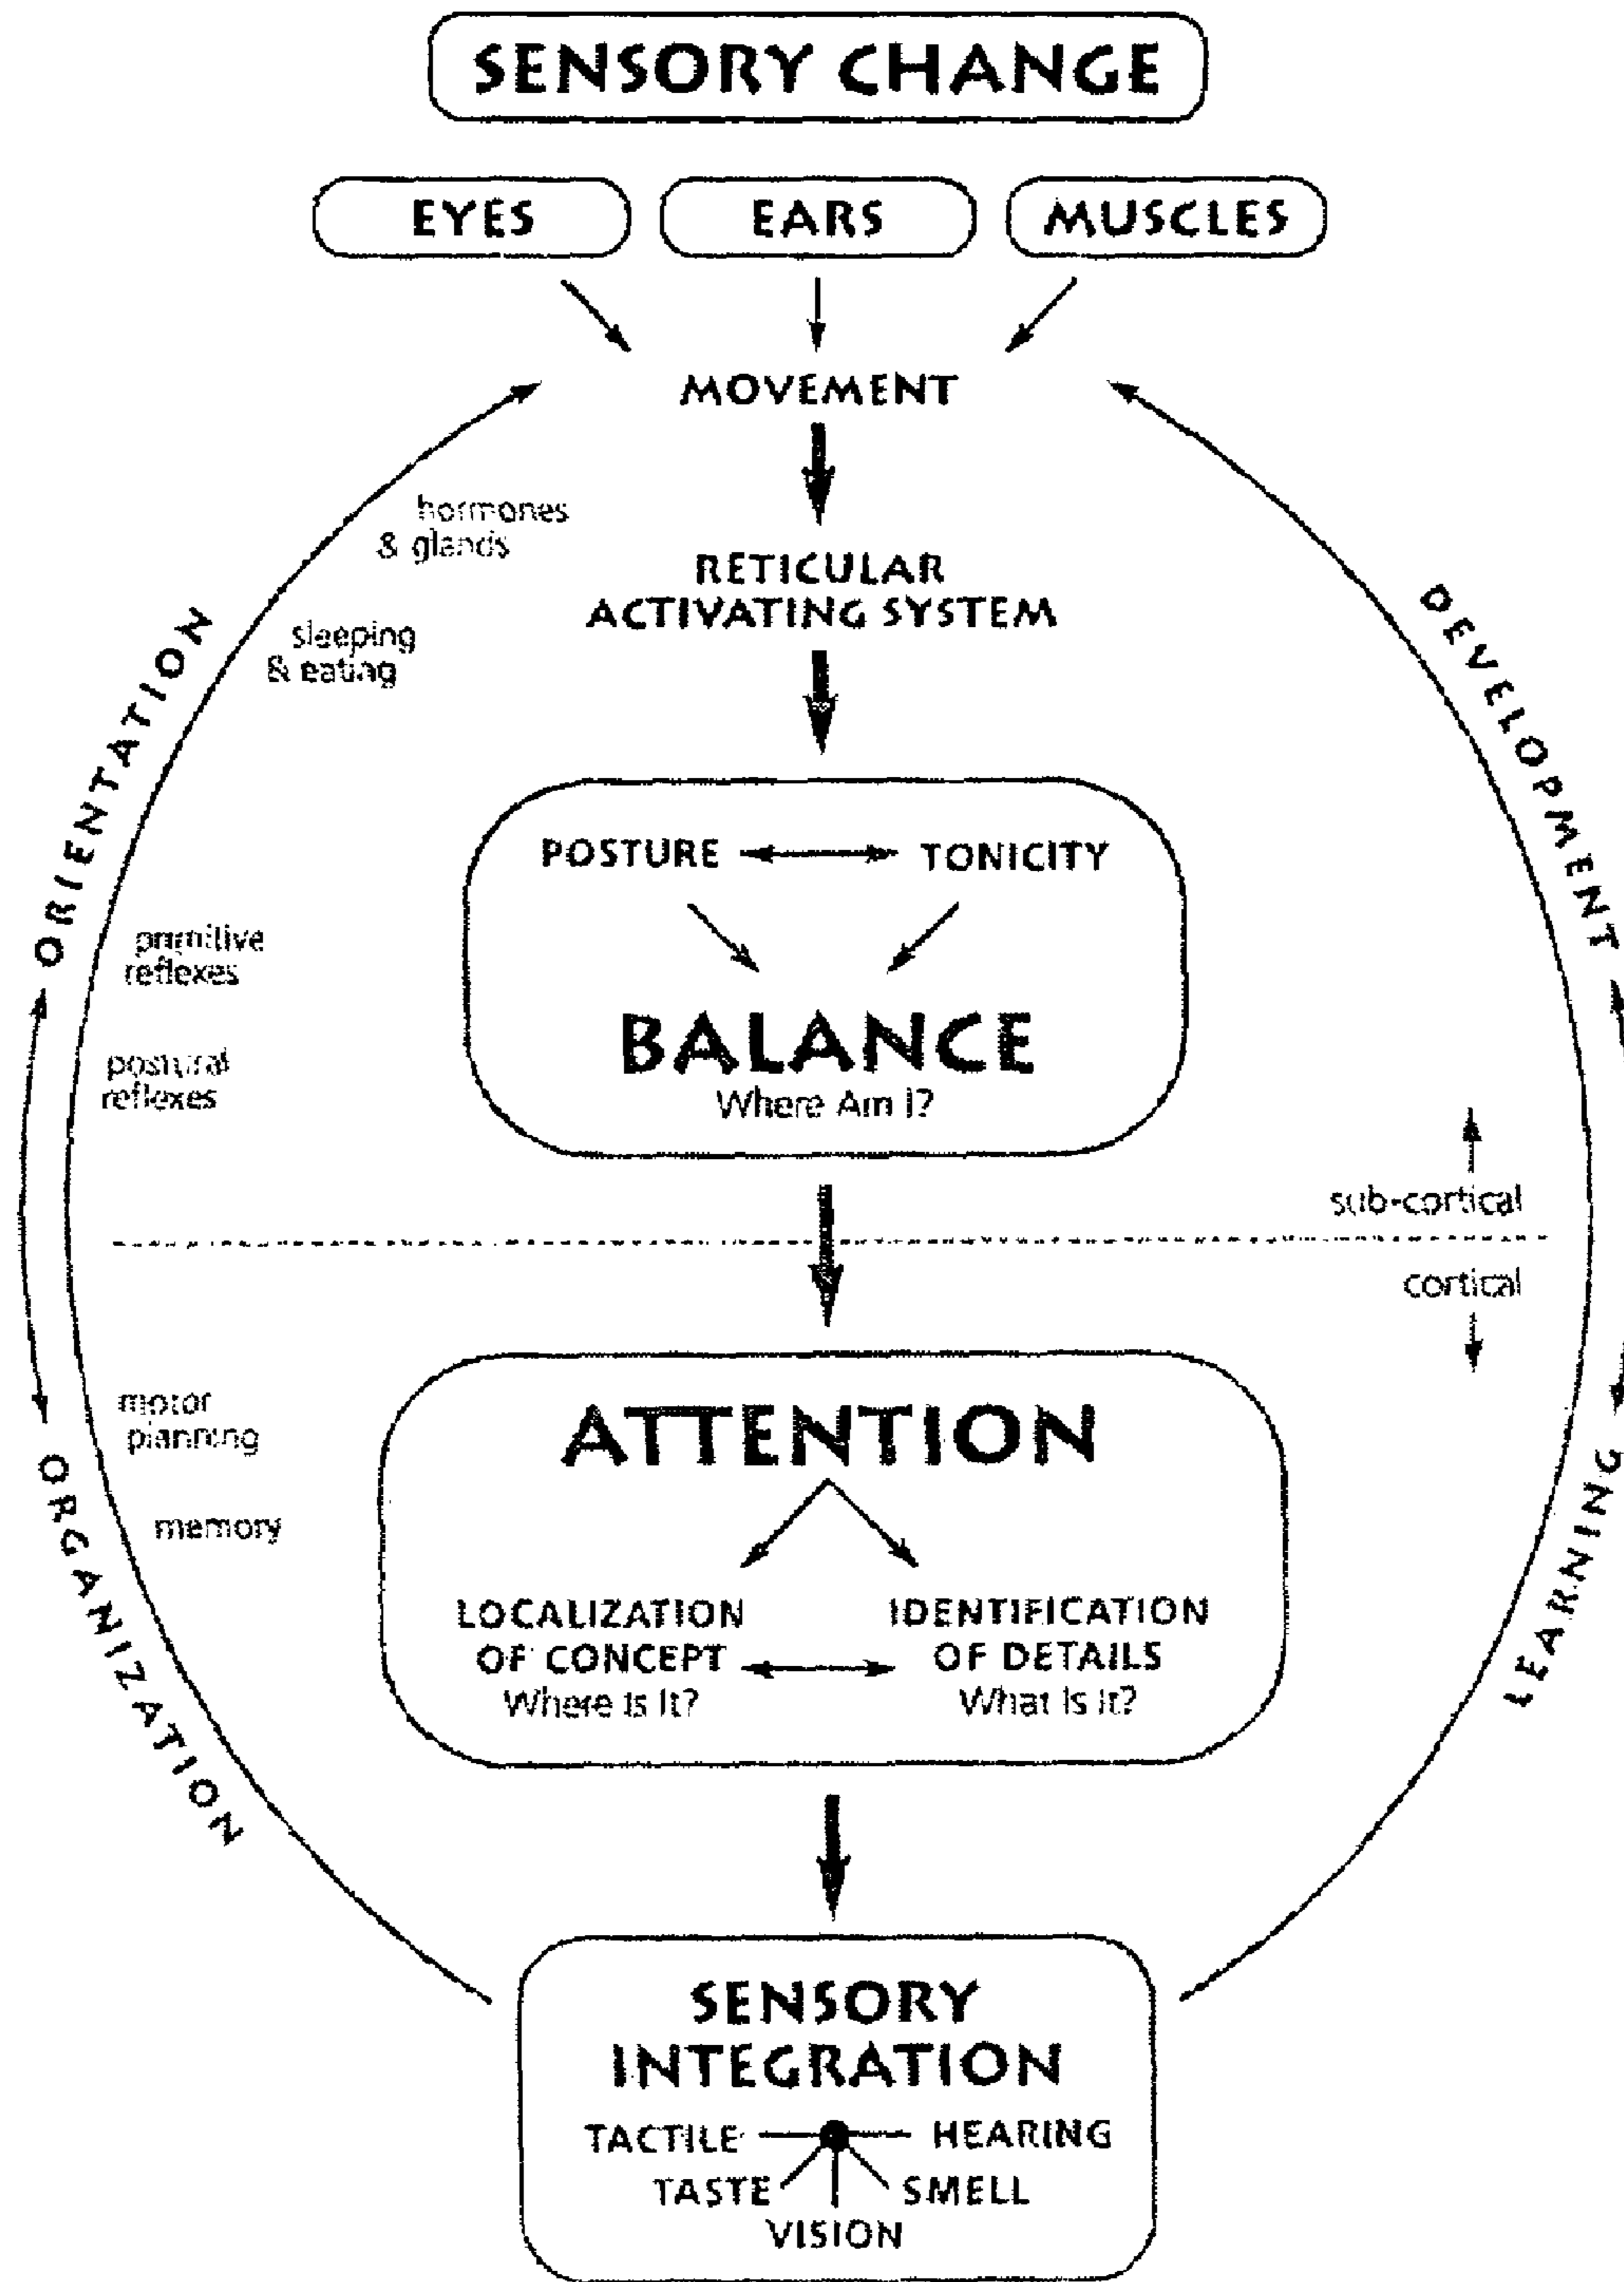 SENSORY CHANGE
EYES
EARS
MUSCLES
MOVEMENT
hormones
& glands
RETICULAR
ACTIVATING SYSTEM
sleeping
& eating
ORIENTATION
DEVELOPMENT
POSTURE
TONICITY
primitive
reflexes
BALANCE
Where Am I?
postural
reflexes
sub-cortical
cortical
ATTENTION
motor
planning
memory
ORGANIZATION
LEARNING
LOCALIZATION
OF CONCEPT
Where Is It?
IDENTIFICATION
OF DETAILS
What Is It?
SENSORY
INTEGRATION
TACTILE
HEARING
TASTE
SMELL
VISION